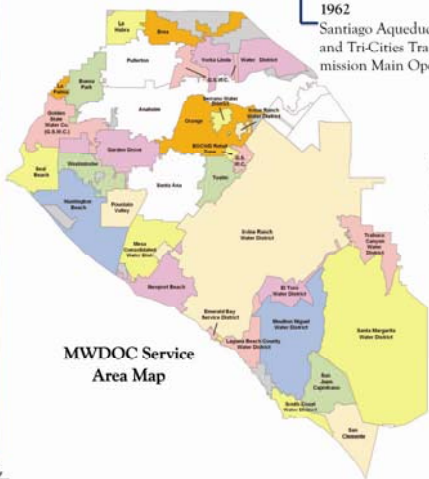 1962
Santiago Aqueduc
and Tri-Cities Tra
mission Main Ope
La
Habra
Brea
Fullerton
Yorba Linda
Water District
(G.S.W.C.)
La
Palma
Buena
Park
Anaheim
Serrano Water
District
Orange
Irvine Ranch
Water District
Golden
State
Water Co.
(G.S.W.C.)
Garden Grove
G.S.
W.C.
Westminster
Santa Ana
Tustin
Seal
Beach
Huntington
Beach
Fountain
Valley
Irvine Ranch
Water District
Mesa
Consolidated
Water Dist.
Trabuco
Canyon
Water
District
Newport Beach
El Toro
Water District
Emerald Bay
Service District
Moulton Niguel
Water District
Santa Margarita
Water District
Laguna Beach County
Water District
MWDOC Service
Area Map
San
Juan
Capistrano
South Coast
Water District
San
Clemente